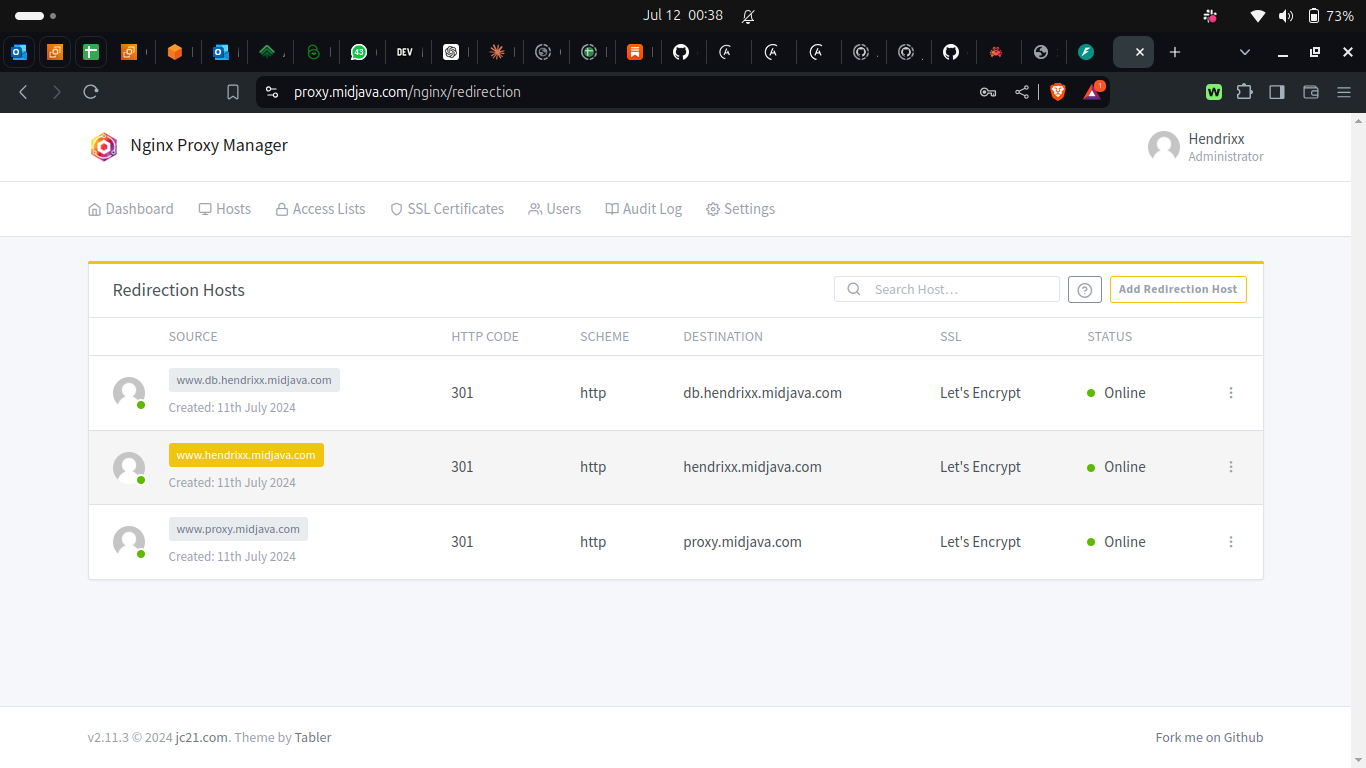 Jul 12 00:38
73%
43
DEV
proxy.midjava.com/nginx/redirection
1
W
Nginx Proxy Manager
Hendrixx
Administrator
Dashboard Hosts Access Lists SSL Certificates Users Audit Log Settings
Redirection Hosts Search Host... Add Redirection Host
SOURCE HTTP CODE SCHEME DESTINATION SSL STATUS
www.db.hendrixx.midjava.com
Created: 11th July 2024
301 http db.hendrixx.midjava.com Let's Encrypt Online
www.hendrixx.midjava.com
Created: 11th July 2024
301 http hendrixx.midjava.com Let's Encrypt Online
www.proxy.midjava.com
Created: 11th July 2024
301 http proxy.midjava.com Let's Encrypt Online
v2.11.3 © 2024 jc21.com. Theme by Tabler Fork me on Github